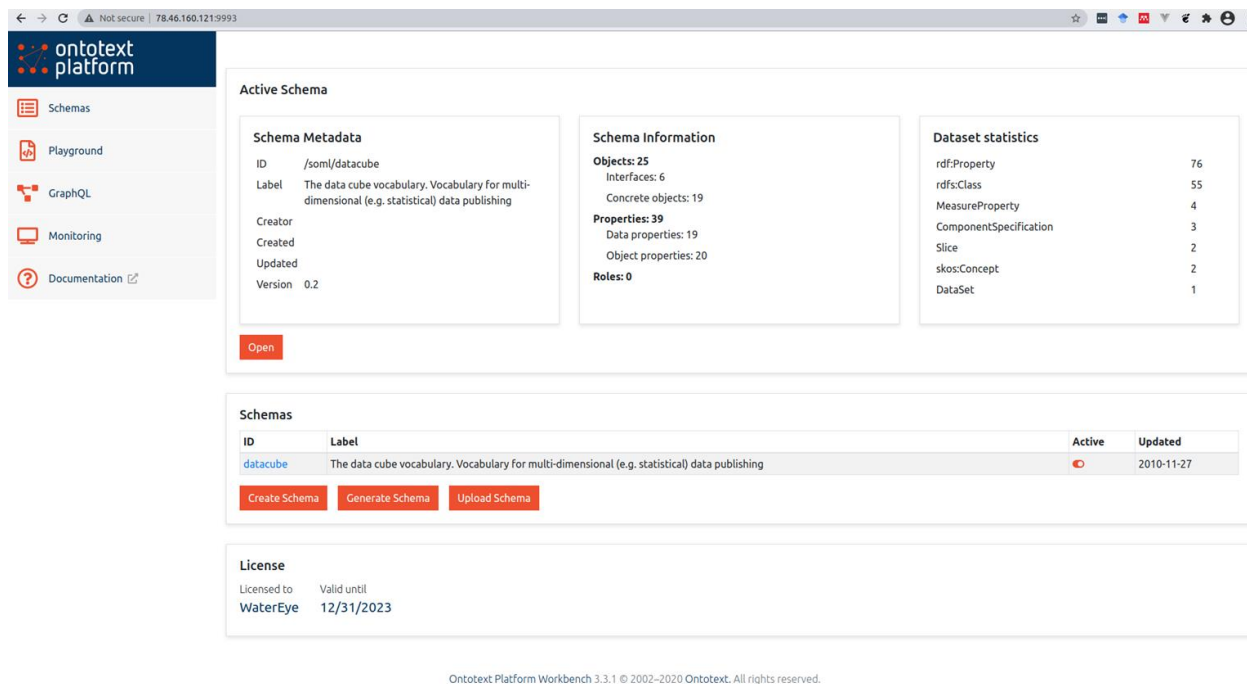 Not secure | 78.46.160.121:9993
ontotext
platform
Schemas
Playground
GraphQL
Monitoring
Documentation
Active Schema
Schema Metadata
ID /soml/datacube
Label The data cube vocabulary. Vocabulary for multi-
dimensional (e.g. statistical) data publishing
Creator
Created
Updated
Version 0.2
Schema Information
Objects: 25
Interfaces: 6
Concrete objects: 19
Properties: 39
Data properties: 19
Object properties: 20
Roles: 0
Dataset statistics
rdf:Property 76
rdfs:Class 55
MeasureProperty 4
ComponentSpecification 3
Slice 2
skos:Concept 2
DataSet 1
Open
Schemas
ID Label Active Updated
datacube The data cube vocabulary. Vocabulary for multi-dimensional (e.g. statistical) data publishing 2010-11-27
Create Schema Generate Schema Upload Schema
License
Licensed to Valid until
WaterEye 12/31/2023
Ontotext Platform Workbench 3.3.1 © 2002–2020 Ontotext. All rights reserved.